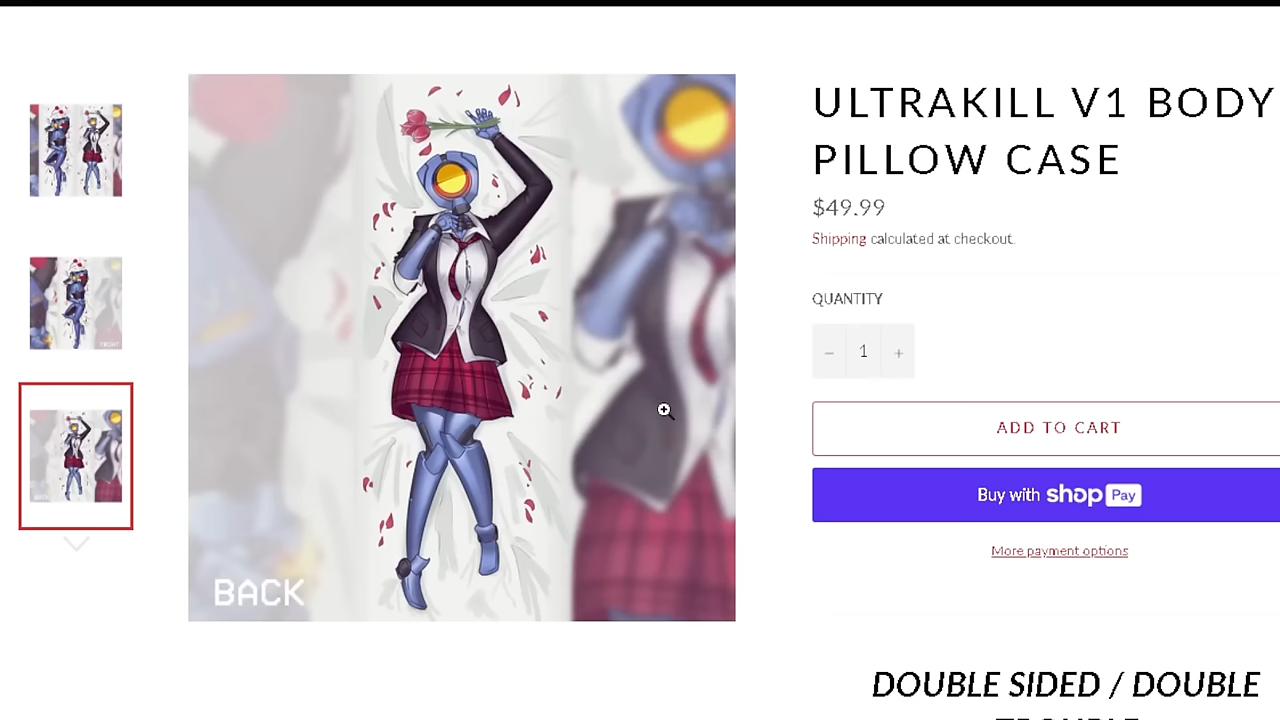 ULTRAKILL V1 BODY
PILLOW CASE
$49.99
Shipping calculated at checkout.
QUANTITY
− 1 +
ADD TO CART
Buy with shop Pay
More payment options
BACK
DOUBLE SIDED / DOUBLE